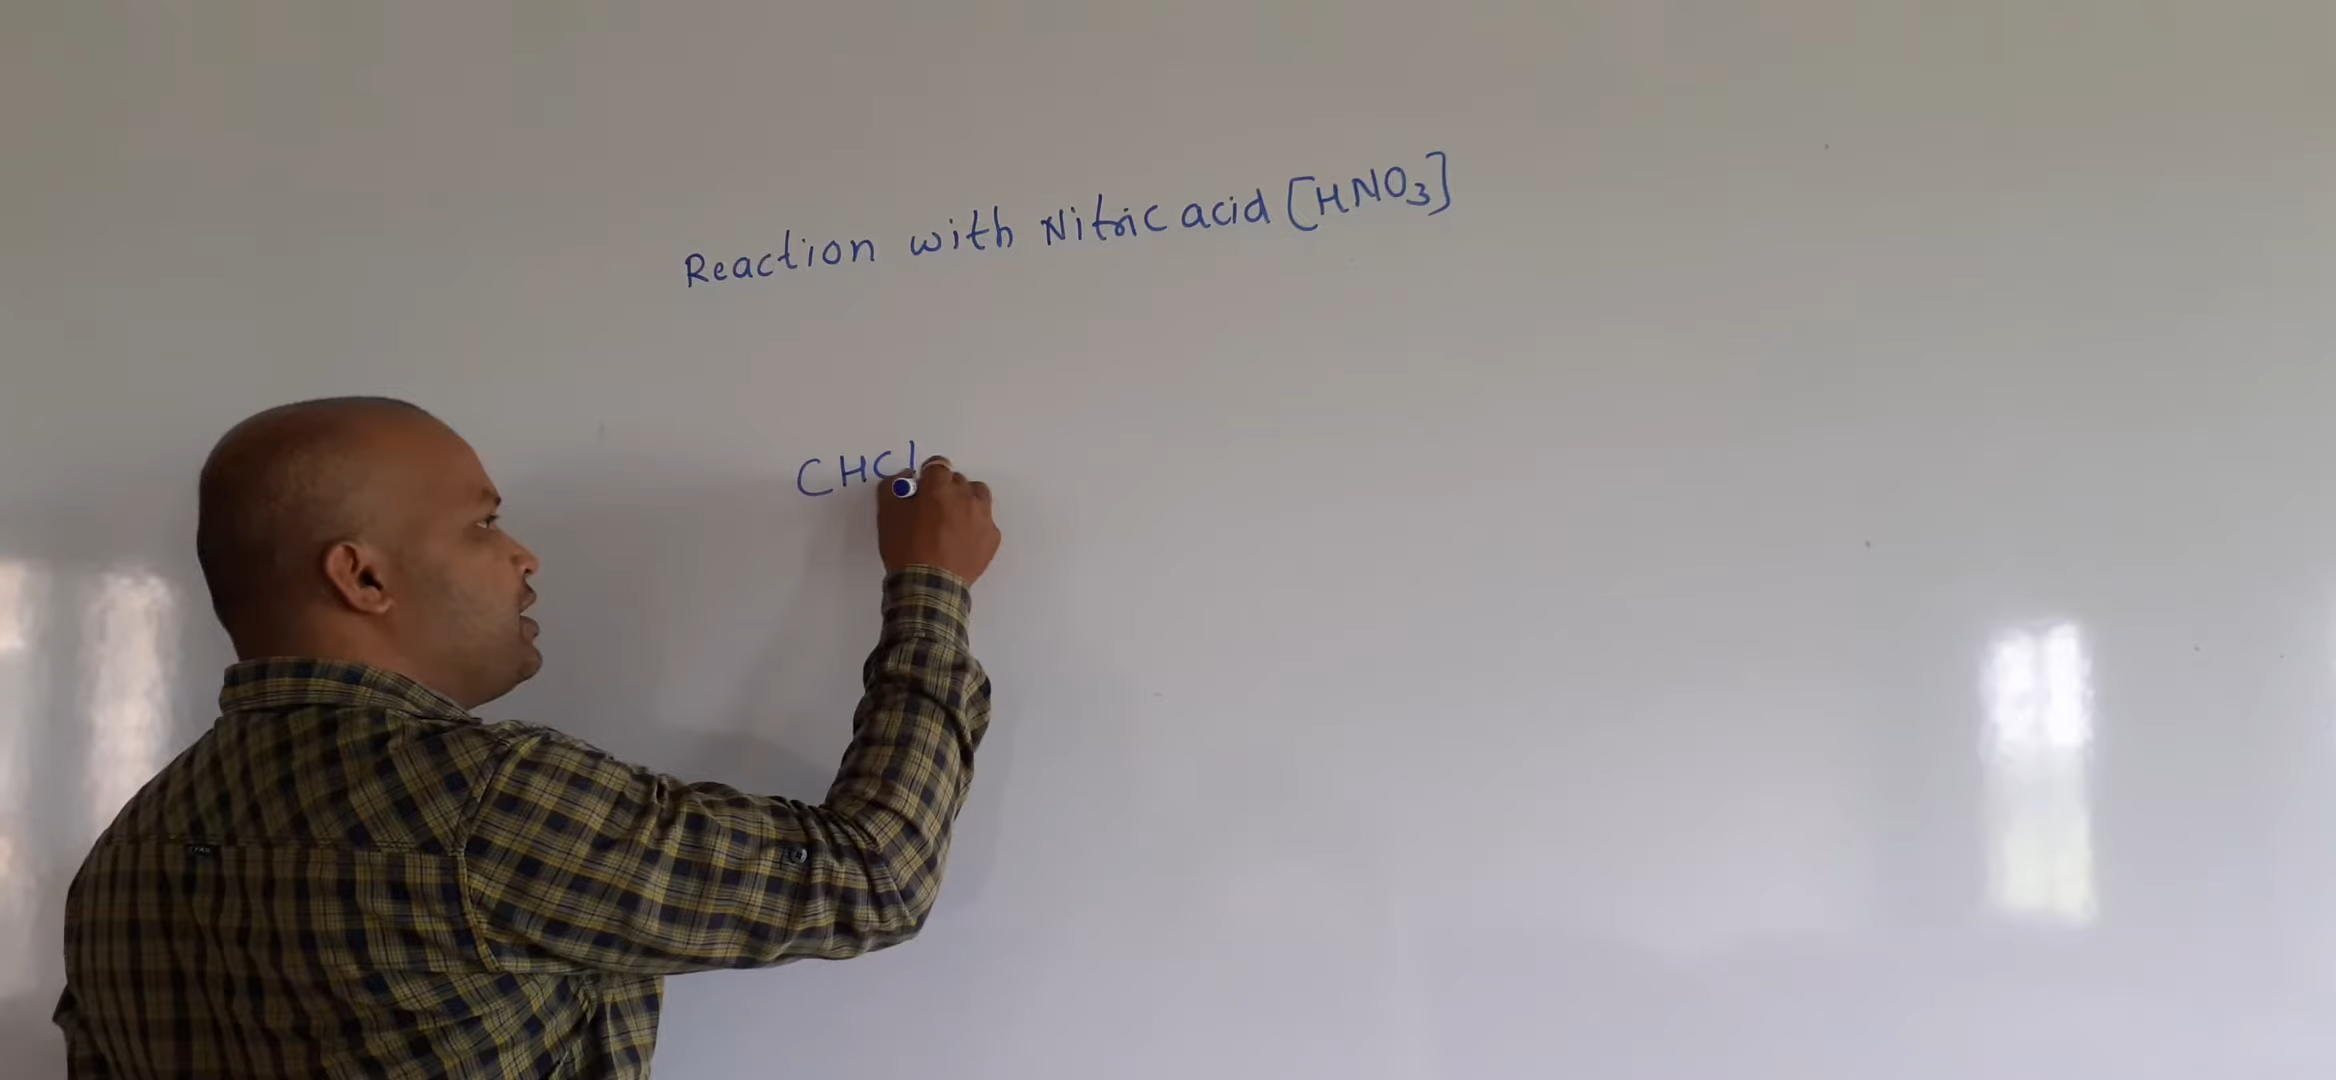 Reaction with Nitric acid [HNO₃]
CHCl